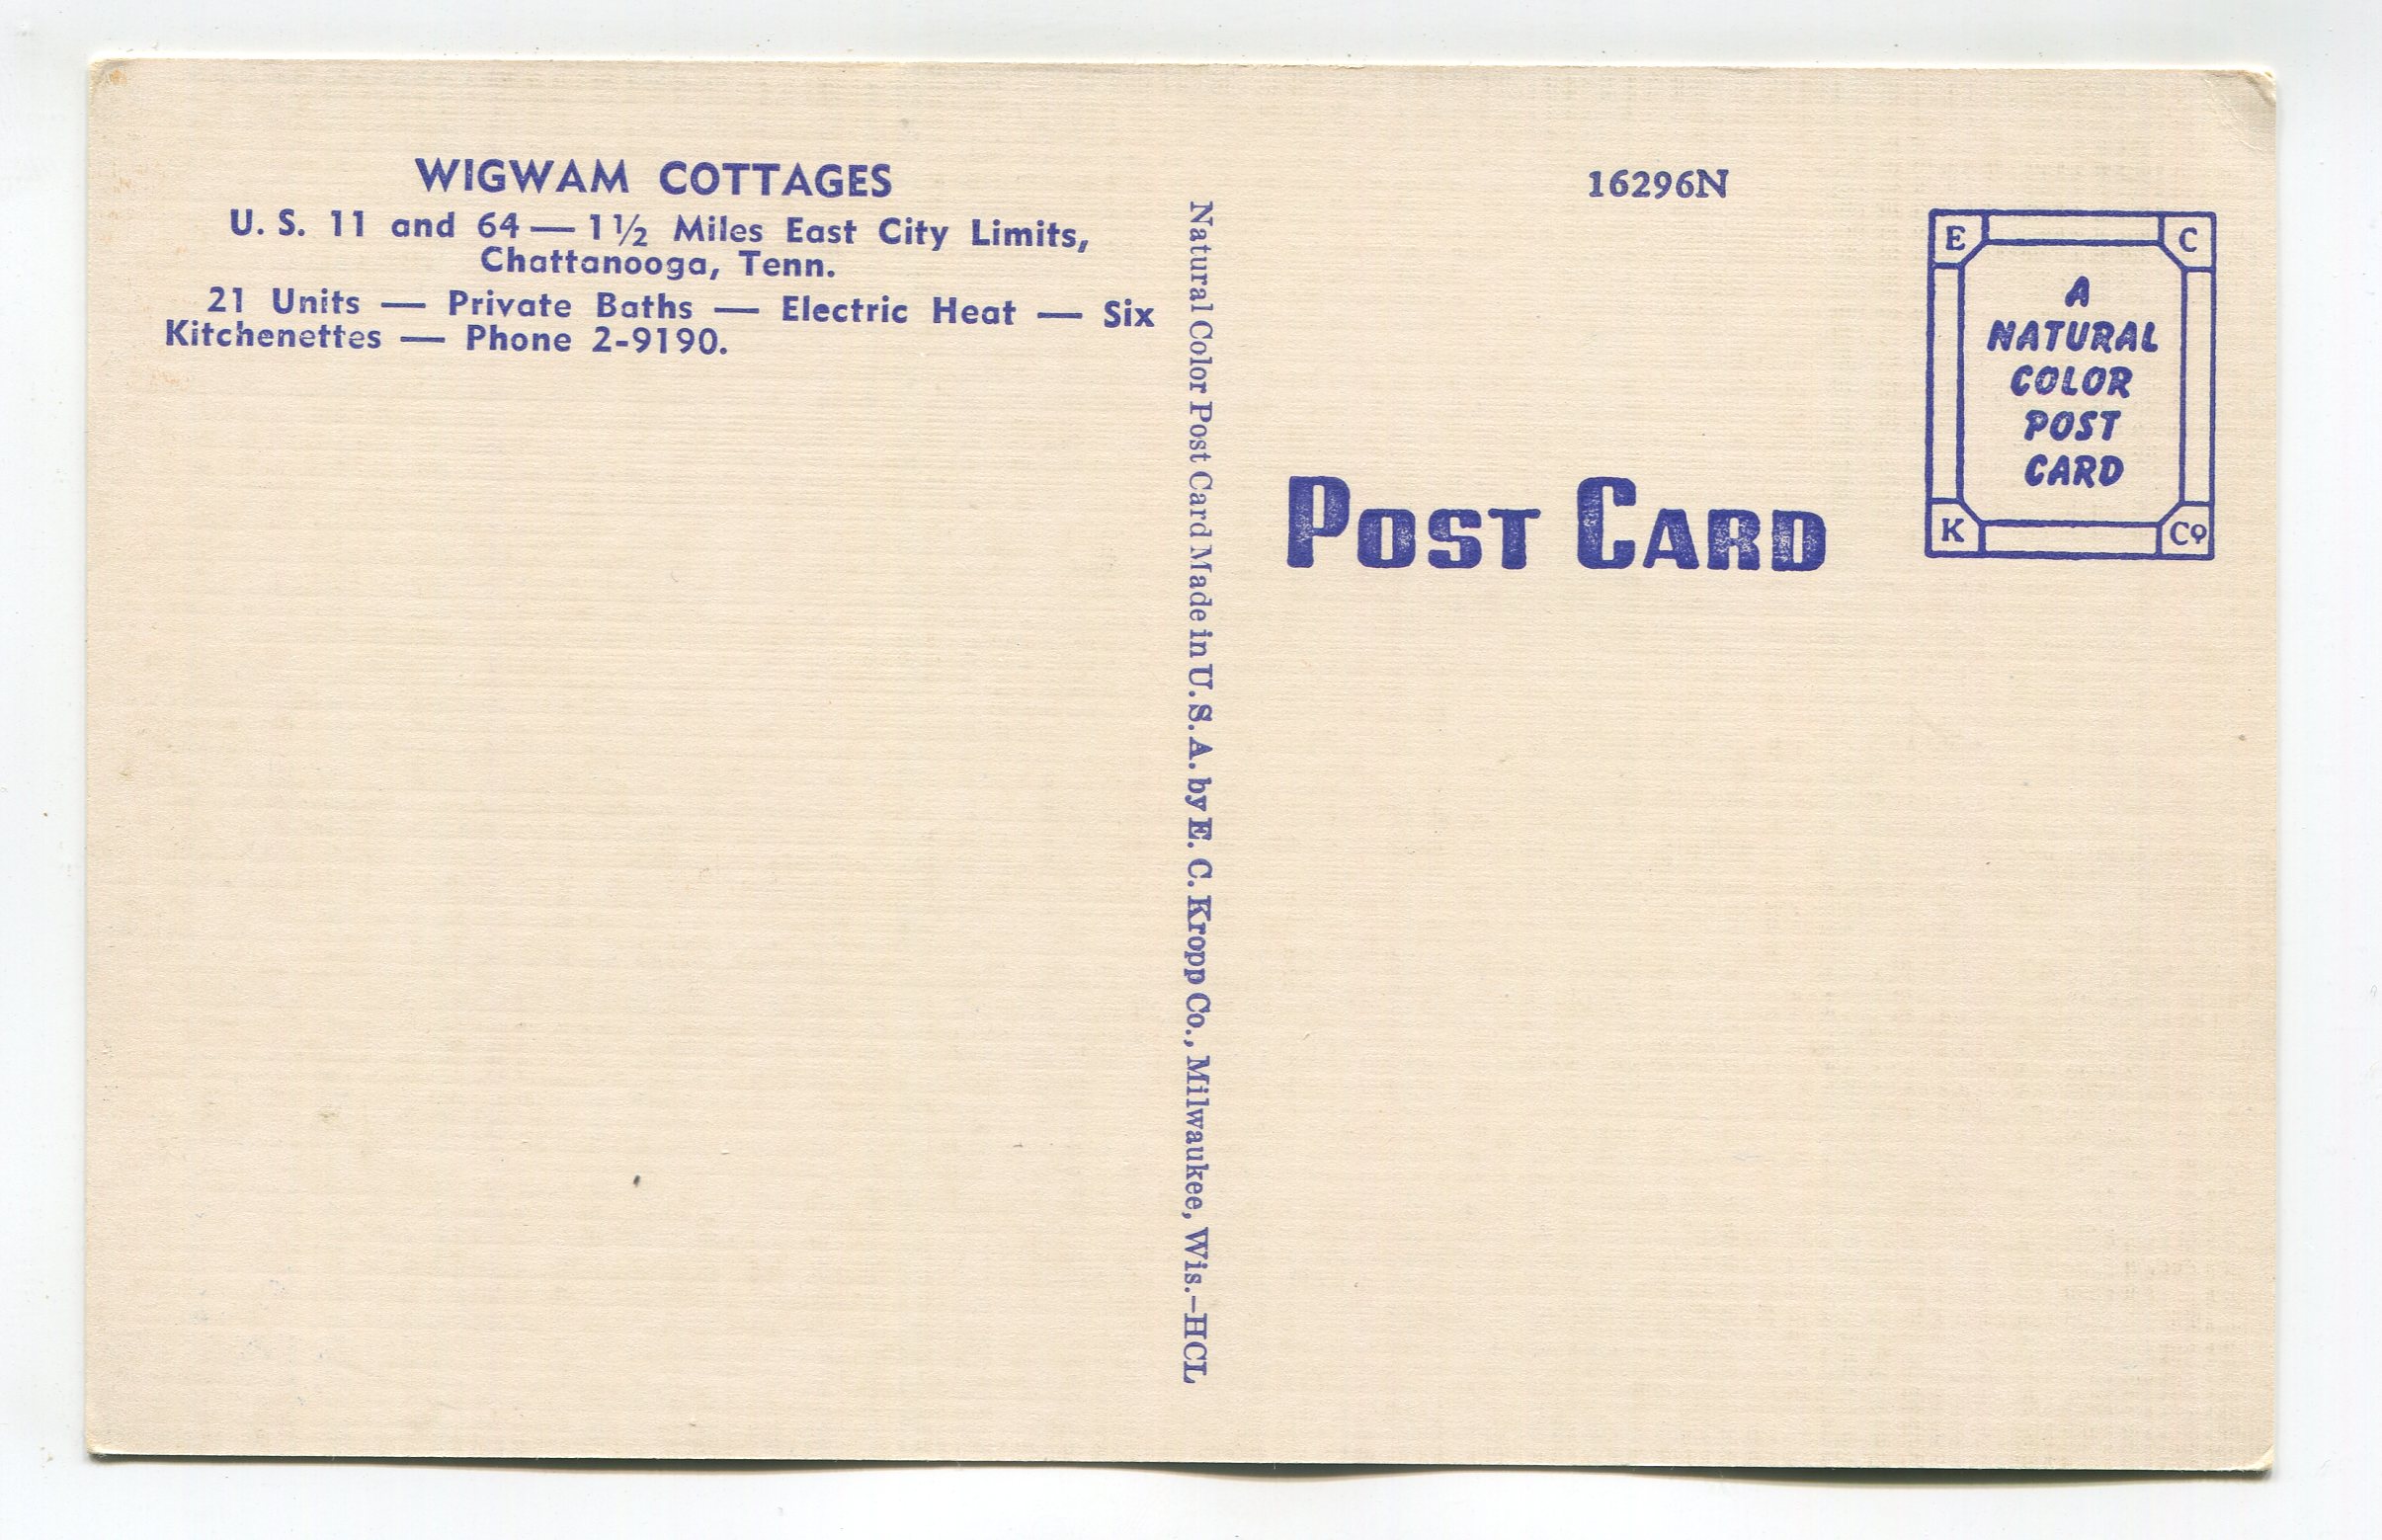 WIGWAM COTTAGES
U. S. 11 and 64 — 1½ Miles East City Limits,
Chattanooga, Tenn.
21 Units — Private Baths — Electric Heat — Six
Kitchenettes — Phone 2-9190.
Natural Color Post Card Made in U. S. A. by E. C. Kropp Co., Milwaukee, Wis.—HCL
16296N
POST CARD
E C
A
NATURAL
COLOR
POST
CARD
K Co